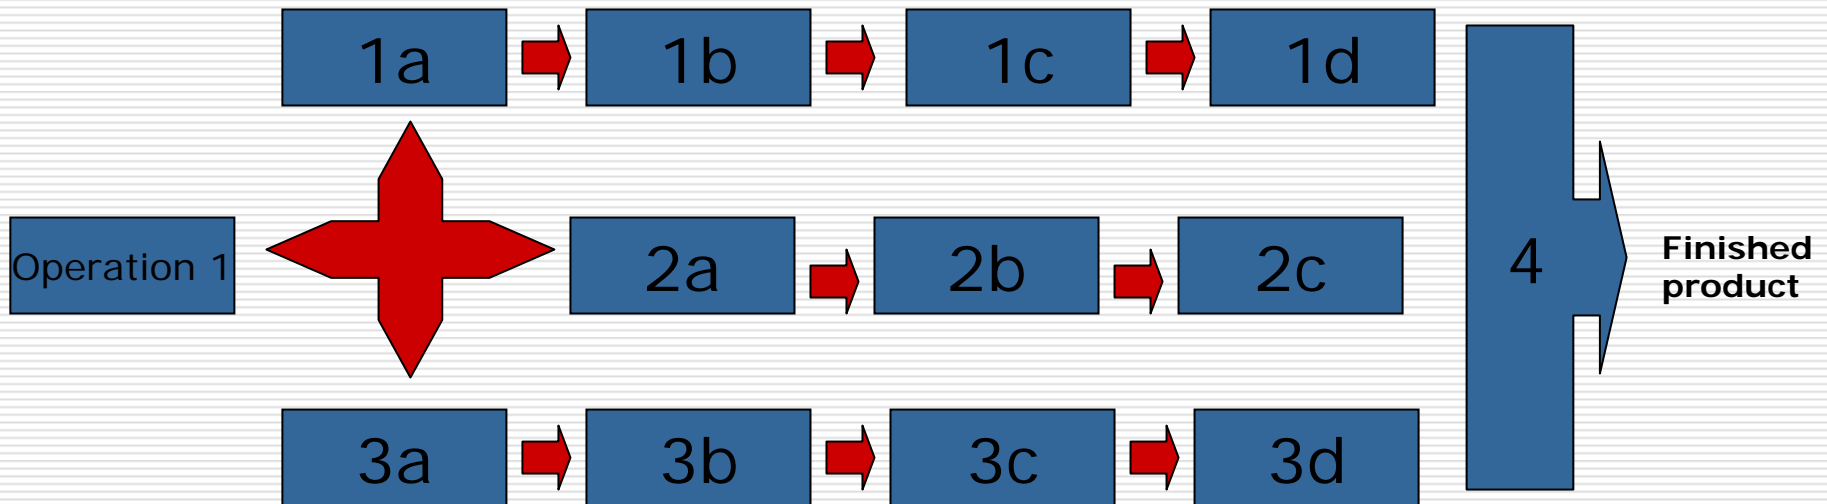 1a
1b
1c
1d
Operation 1
2a
2b
2c
4
Finished
product
3a
3b
3c
3d